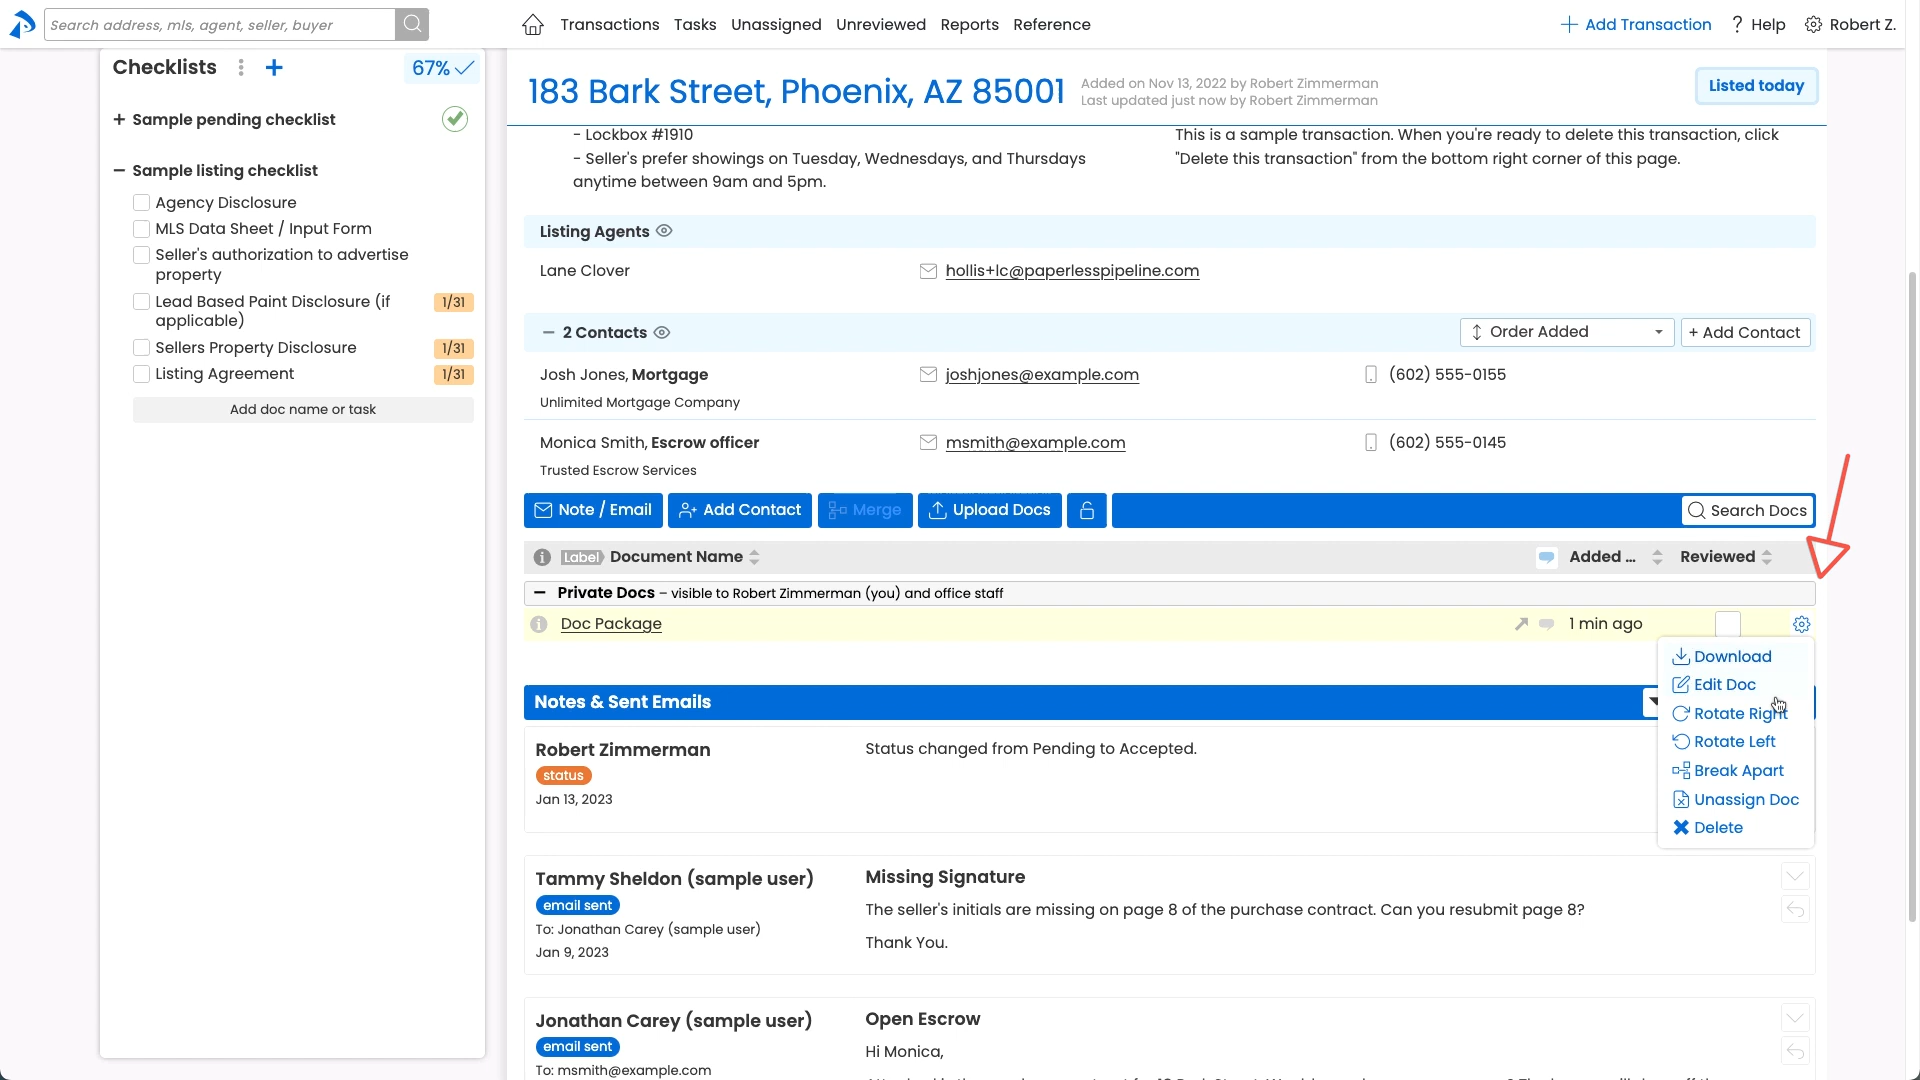 Search address, mls, agent, seller, buyer
Transactions Tasks Unassigned Unreviewed Reports Reference
Add Transaction
? Help
Robert Z.
Checklists
67%
+ Sample pending checklist
− Sample listing checklist
Agency Disclosure
MLS Data Sheet / Input Form
Seller's authorization to advertise
property
Lead Based Paint Disclosure (if
applicable)
1/31
Sellers Property Disclosure
1/31
Listing Agreement
1/31
Add doc name or task
183 Bark Street, Phoenix, AZ 85001
Added on Nov 13, 2022 by Robert Zimmerman
Last updated just now by Robert Zimmerman
Listed today
- Lockbox #1910
- Seller's prefer showings on Tuesday, Wednesdays, and Thursdays
anytime between 9am and 5pm.
This is a sample transaction. When you're ready to delete this transaction, click
"Delete this transaction" from the bottom right corner of this page.
Listing Agents
Lane Clover
hollis+lc@paperlesspipeline.com
− 2 Contacts
Order Added
+ Add Contact
Josh Jones, Mortgage
joshjones@example.com
(602) 555-0155
Unlimited Mortgage Company
Monica Smith, Escrow officer
msmith@example.com
(602) 555-0145
Trusted Escrow Services
Note / Email
Add Contact
Merge
Upload Docs
Search Docs
Label Document Name
Added ...
Reviewed
− Private Docs – visible to Robert Zimmerman (you) and office staff
Doc Package
1 min ago
Download
Edit Doc
Rotate Right
Rotate Left
Break Apart
Unassign Doc
Delete
Notes & Sent Emails
Robert Zimmerman
status
Jan 13, 2023
Status changed from Pending to Accepted.
Tammy Sheldon (sample user)
email sent
To: Jonathan Carey (sample user)
Jan 9, 2023
Missing Signature
The seller's initials are missing on page 8 of the purchase contract. Can you resubmit page 8?
Thank You.
Jonathan Carey (sample user)
email sent
To: msmith@example.com
Open Escrow
Hi Monica,